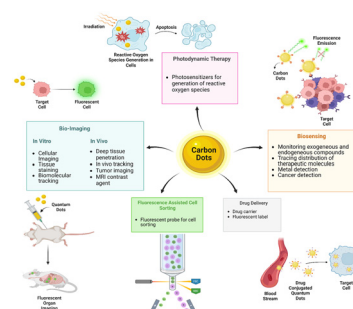 Irradiation
Apoptosis
Reactive Oxygen
Species Generation in
Cells
Fluorescence
Emission
Carbon
Dots
Target
Cell
Photodynamic Therapy
Photosensitizers for
generation of reactive
oxygen species
Target
Cell
Fluorescent
Cell
Bio-Imaging
In Vitro
Cellular
Imaging
Tissue
staining
Biomolecular
tracking
In Vivo
Deep tissue
penetration
In vivo tracking
Tumor imaging
MRI contrast
agent
Carbon
Dots
Biosensing
Monitoring exogenous and
endogeneous compounds
Tracing distribution of
therapeutic molecules
Metal detection
Cancer detection
Fluorescence Assisted Cell
Sorting
Fluorescent probe for cell
sorting
Drug Delivery
Drug carrier
Fluorescent label
Quantum
Dots
Fluorescent
Organ
Imaging
Blood
Stream
Drug
Conjugated
Quantum
Dots
Target
Cell